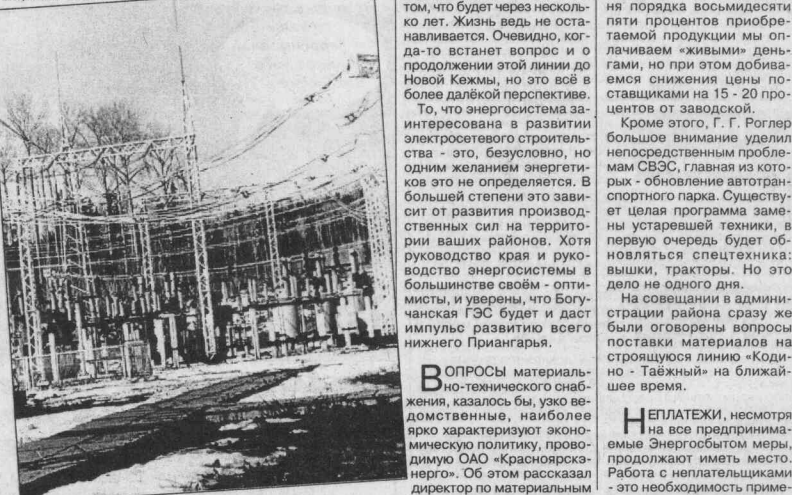 том, что будет через несколь-
ко лет. Жизнь ведь не оста-
навливается. Очевидно, ког-
да-то встанет вопрос и о
продолжении этой линии до
Новой Кежмы, но это всё в
более далёкой перспективе.
То, что энергосистема за-
интересована в развитии
электросетевого строитель-
ства - это, безусловно, но
одним желанием энергети-
ков это не определяется. В
большей степени это зави-
сит от развития производ-
ственных сил на террито-
рии ваших районов. Хотя
руководство края и руко-
водство энергосистемы в
большинстве своём - опти-
мисты, и уверены, что Богу-
чанская ГЭС будет и даст
импульс развитию всего
нижнего Приангарья.
ВОПРОСЫ материаль-
но-технического снаб-
жения, казалось бы, узко ве-
домственные, наиболее
ярко характеризуют эконо-
мическую политику, прово-
димую ОАО «Красноярскэ-
нерго». Об этом рассказал
директор по материальным
ня порядка восьмидесяти
пяти процентов приобре-
таемой продукции мы оп-
лачиваем «живыми» день-
гами, но при этом добива-
емся снижения цены по-
ставщиками на 15 - 20 про-
центов от заводской.
Кроме этого, Г. Г. Роглер
большое внимание уделил
непосредственным пробле-
мам СВЭС, главная из кото-
рых - обновление автотран-
спортного парка. Существу-
ет целая программа заме-
ны устаревшей техники, в
первую очередь будет об-
новляться спецтехника:
вышки, тракторы. Но это
дело не одного дня.
На совещании в админи-
страции района сразу же
были оговорены вопросы
поставки материалов на
строящуюся линию «Коди-
но - Таёжный» на ближай-
шее время.
НЕПЛАТЕЖИ, несмотря
на все предпринима-
емые Энергосбытом меры,
продолжают иметь место.
Работа с неплательщиками
- это необходимость приме-